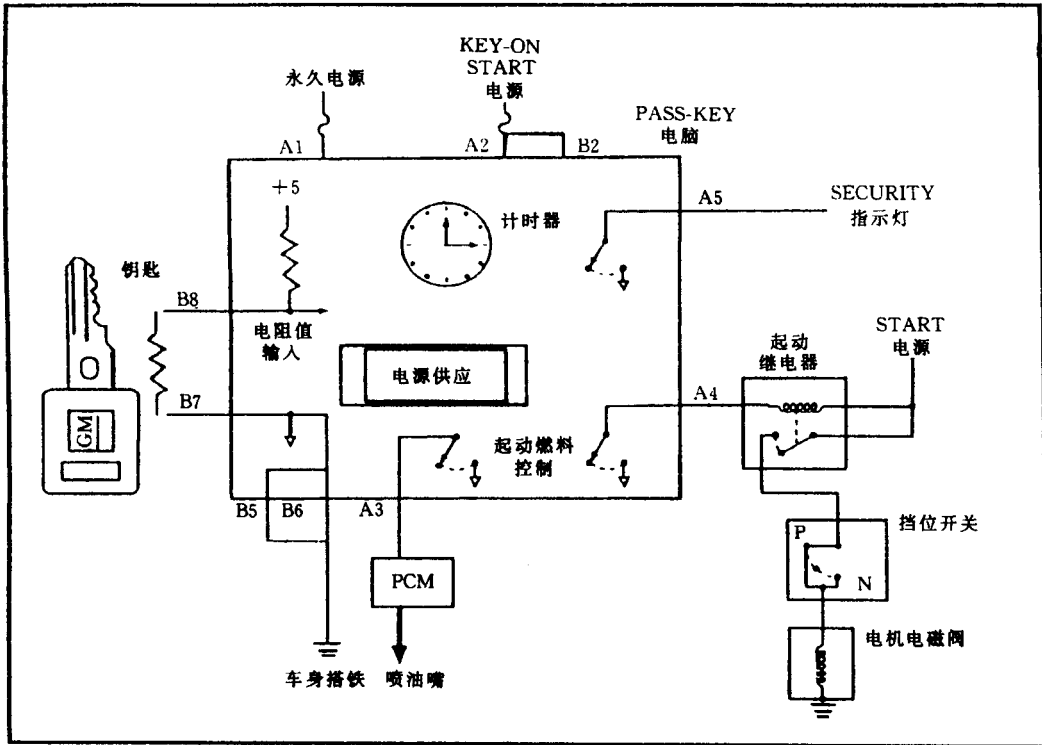 KEY-ON
START
电源
永久电源
PASS-KEY
电脑
A1
A2
B2
+5
计时器
A5
SECURITY
指示灯
钥匙
B8
电阻值
输入
START
电源
起动
继电器
电源供应
A4
B7
GM
起动燃料
控制
B5
B6
A3
挡位开关
P
N
PCM
电机电磁阀
车身搭铁
喷油嘴